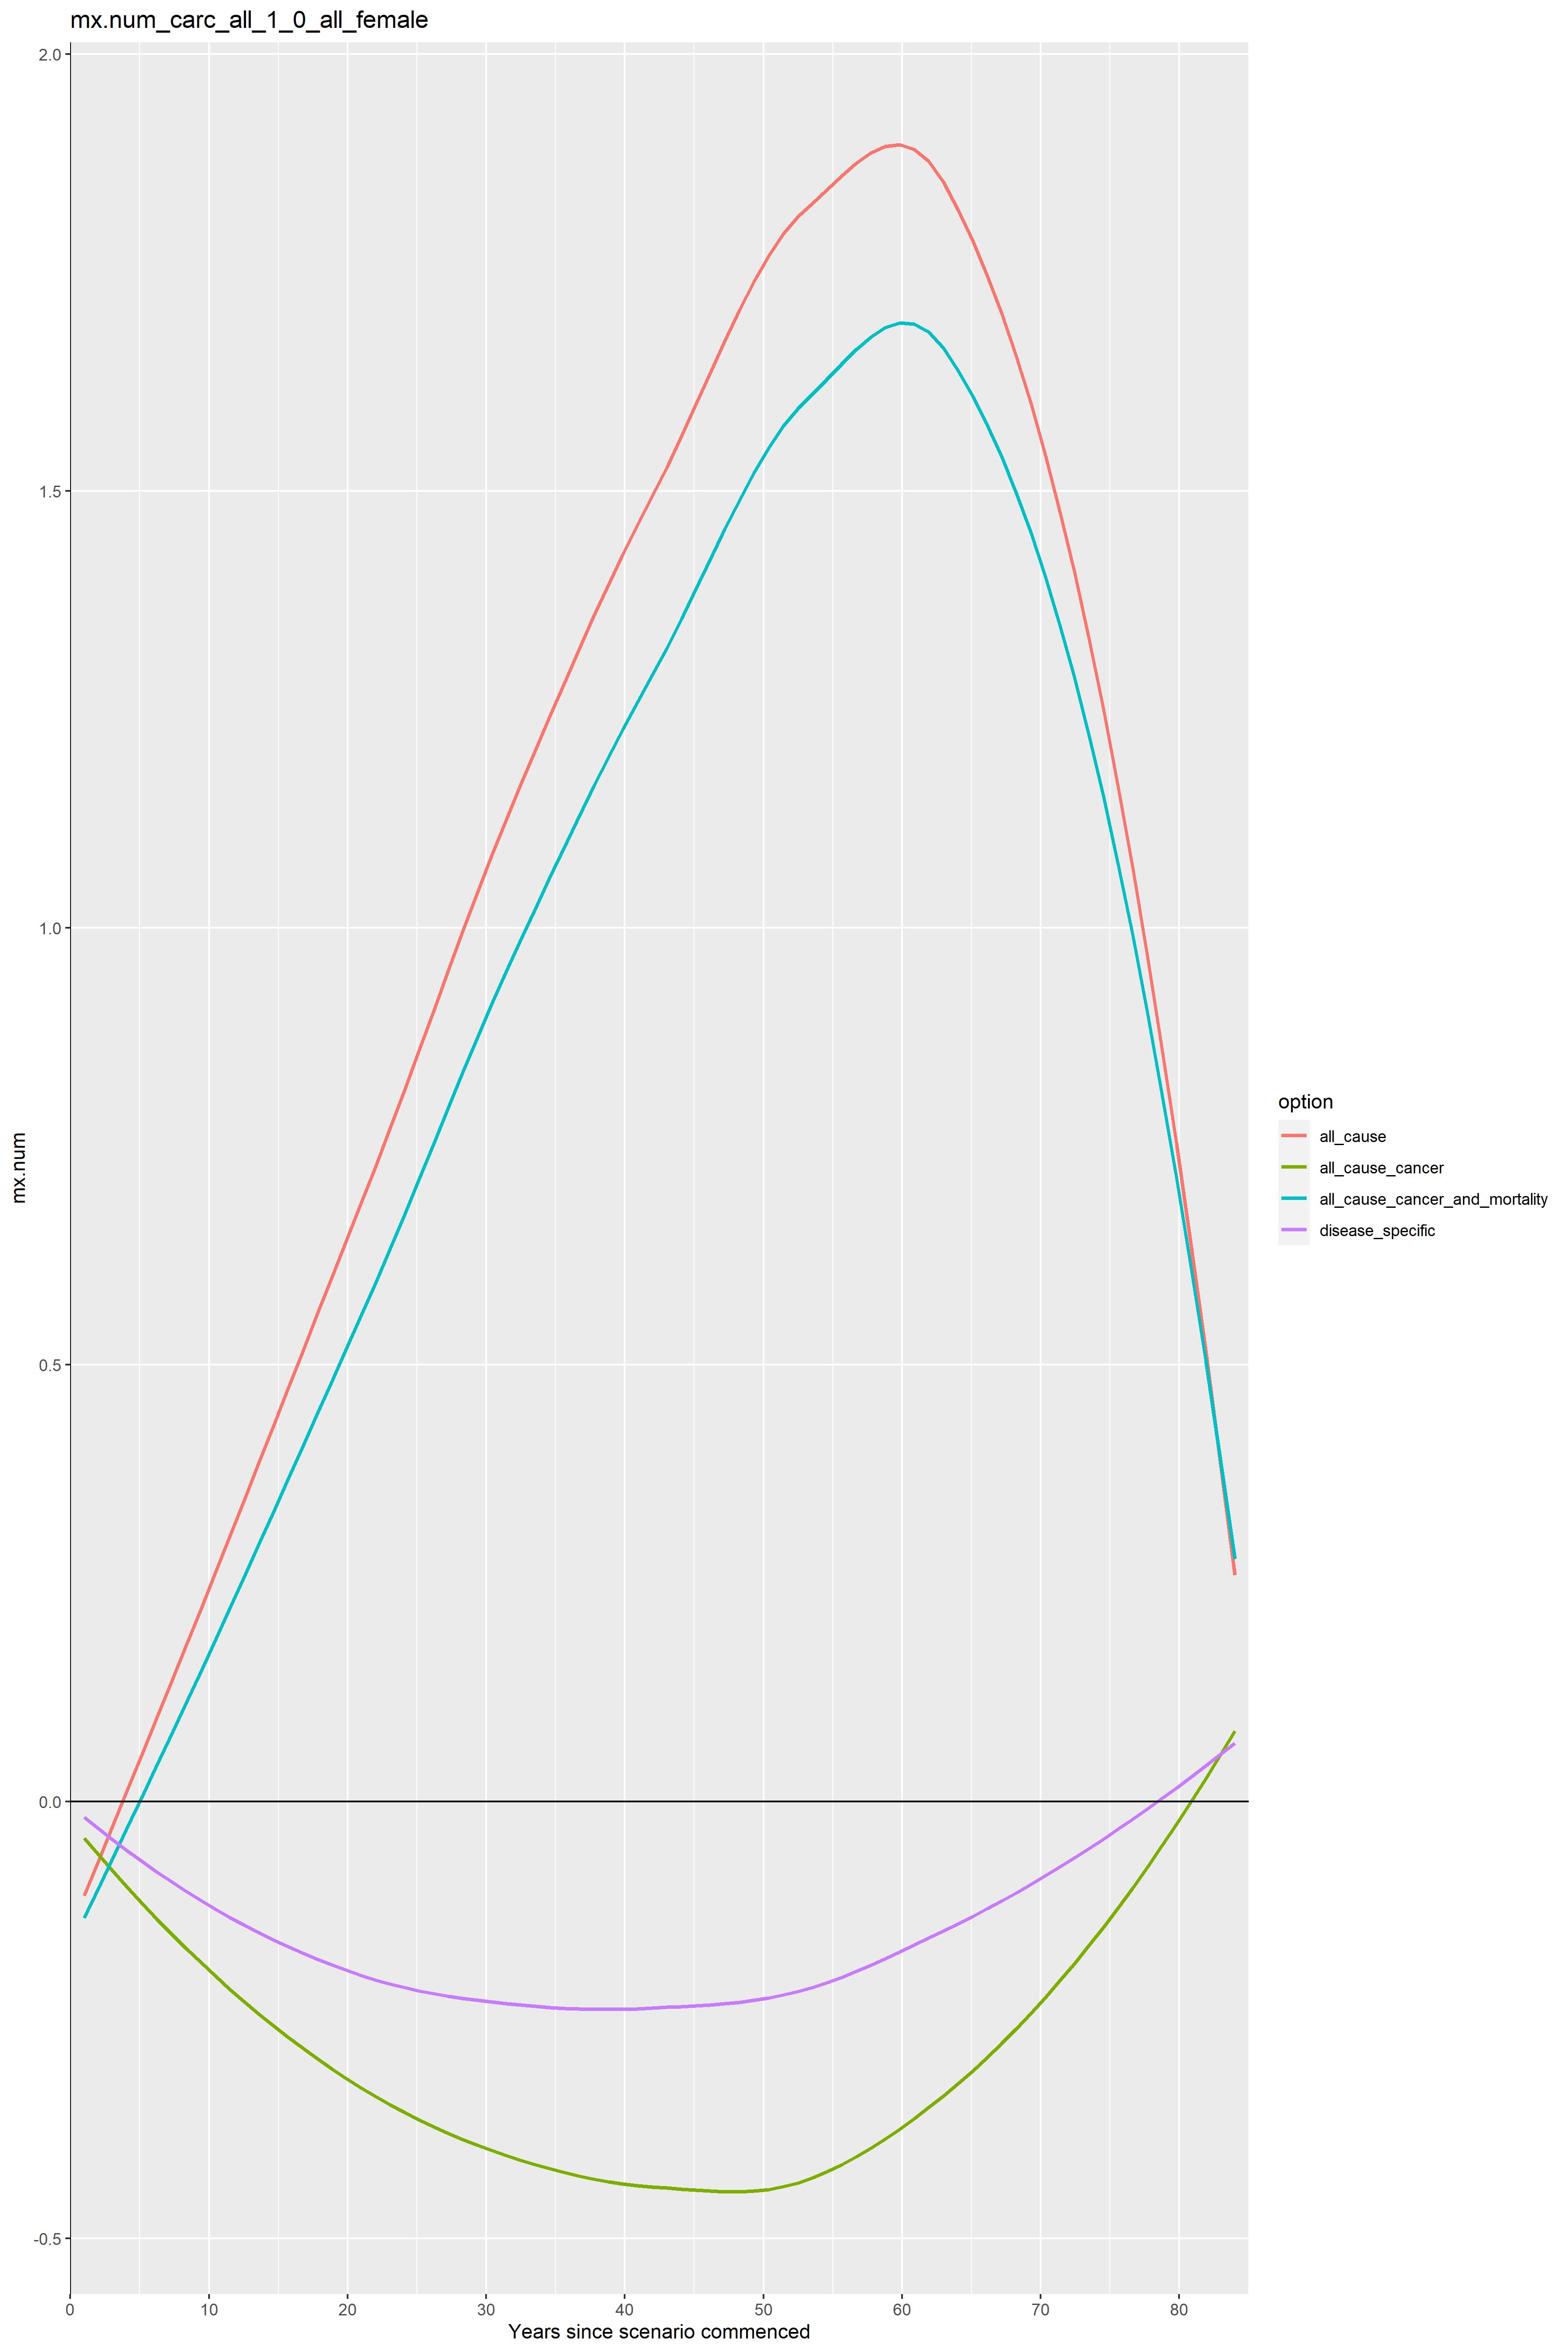 mx.num_carc_all_1_0_all_female
2.0
1.5
1.0
0.5
0.0
-0.5
mx.num
0 10 20 30 40 50 60 70 80
Years since scenario commenced
option
all_cause
all_cause_cancer
all_cause_cancer_and_mortality
disease_specific